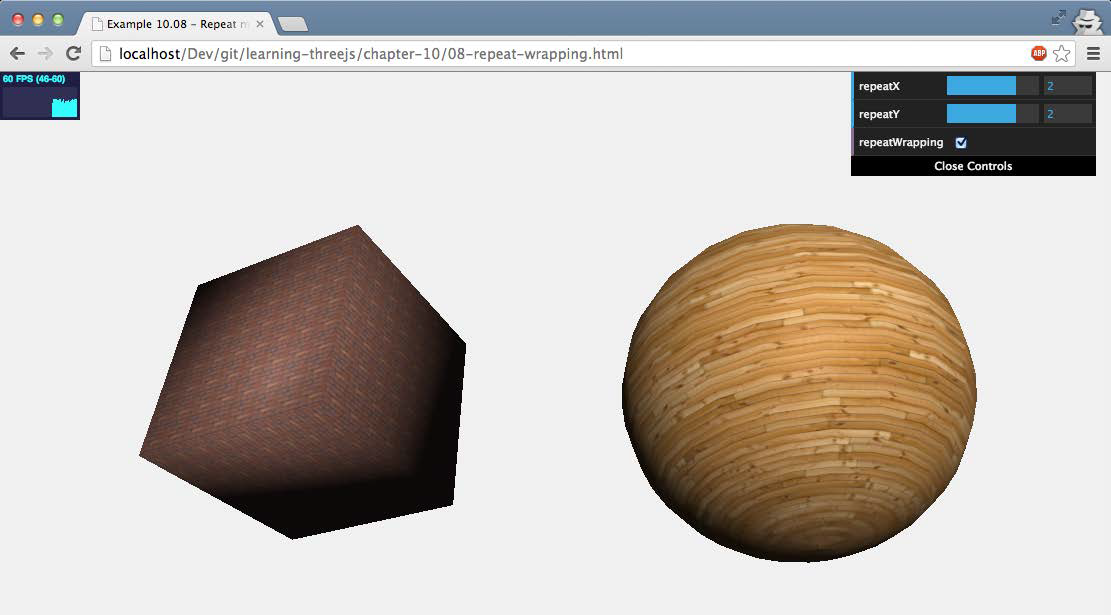 Example 10.08 – Repeat m
localhost/Dev/git/learning-threejs/chapter-10/08-repeat-wrapping.html
ABP
60 FPS (46-60)
repeatX 2
repeatY 2
repeatWrapping
Close Controls